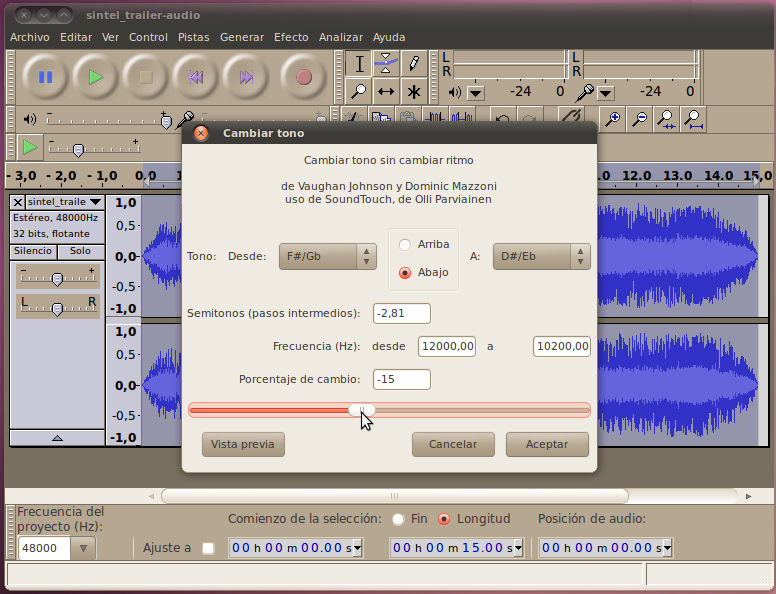 sintel_trailer-audio
Archivo Editar Ver Control Pistas Generar Efecto Analizar Ayuda
L
R
-24 0
L
R
-24 0
- 3,0 - 2,0 - 1,0 0,0 12.0 13.0 14.0 15,0
sintel_traile
Estéreo, 48000Hz
32 bits, flotante
Silencio Solo
- +
L R
1,0
0,5
0,0
-0,5
-1,0
1,0
0,5
0,0
-0,5
-1,0
Cambiar tono
Cambiar tono sin cambiar ritmo
de Vaughan Johnson y Dominic Mazzoni
uso de SoundTouch, de Olli Parviainen
Tono: Desde: F#/Gb Arriba Abajo A: D#/Eb
Semitonos (pasos intermedios): -2,81
Frecuencia (Hz): desde 12000,00 a 10200,00
Porcentaje de cambio: -15
Vista previa Cancelar Aceptar
Frecuencia del
proyecto (Hz):
48000
Ajuste a
Comienzo de la selección: Fin Longitud
00 h 00 m 00.00 s 00 h 00 m 15.00 s
Posición de audio:
00 h 00 m 00.00 s